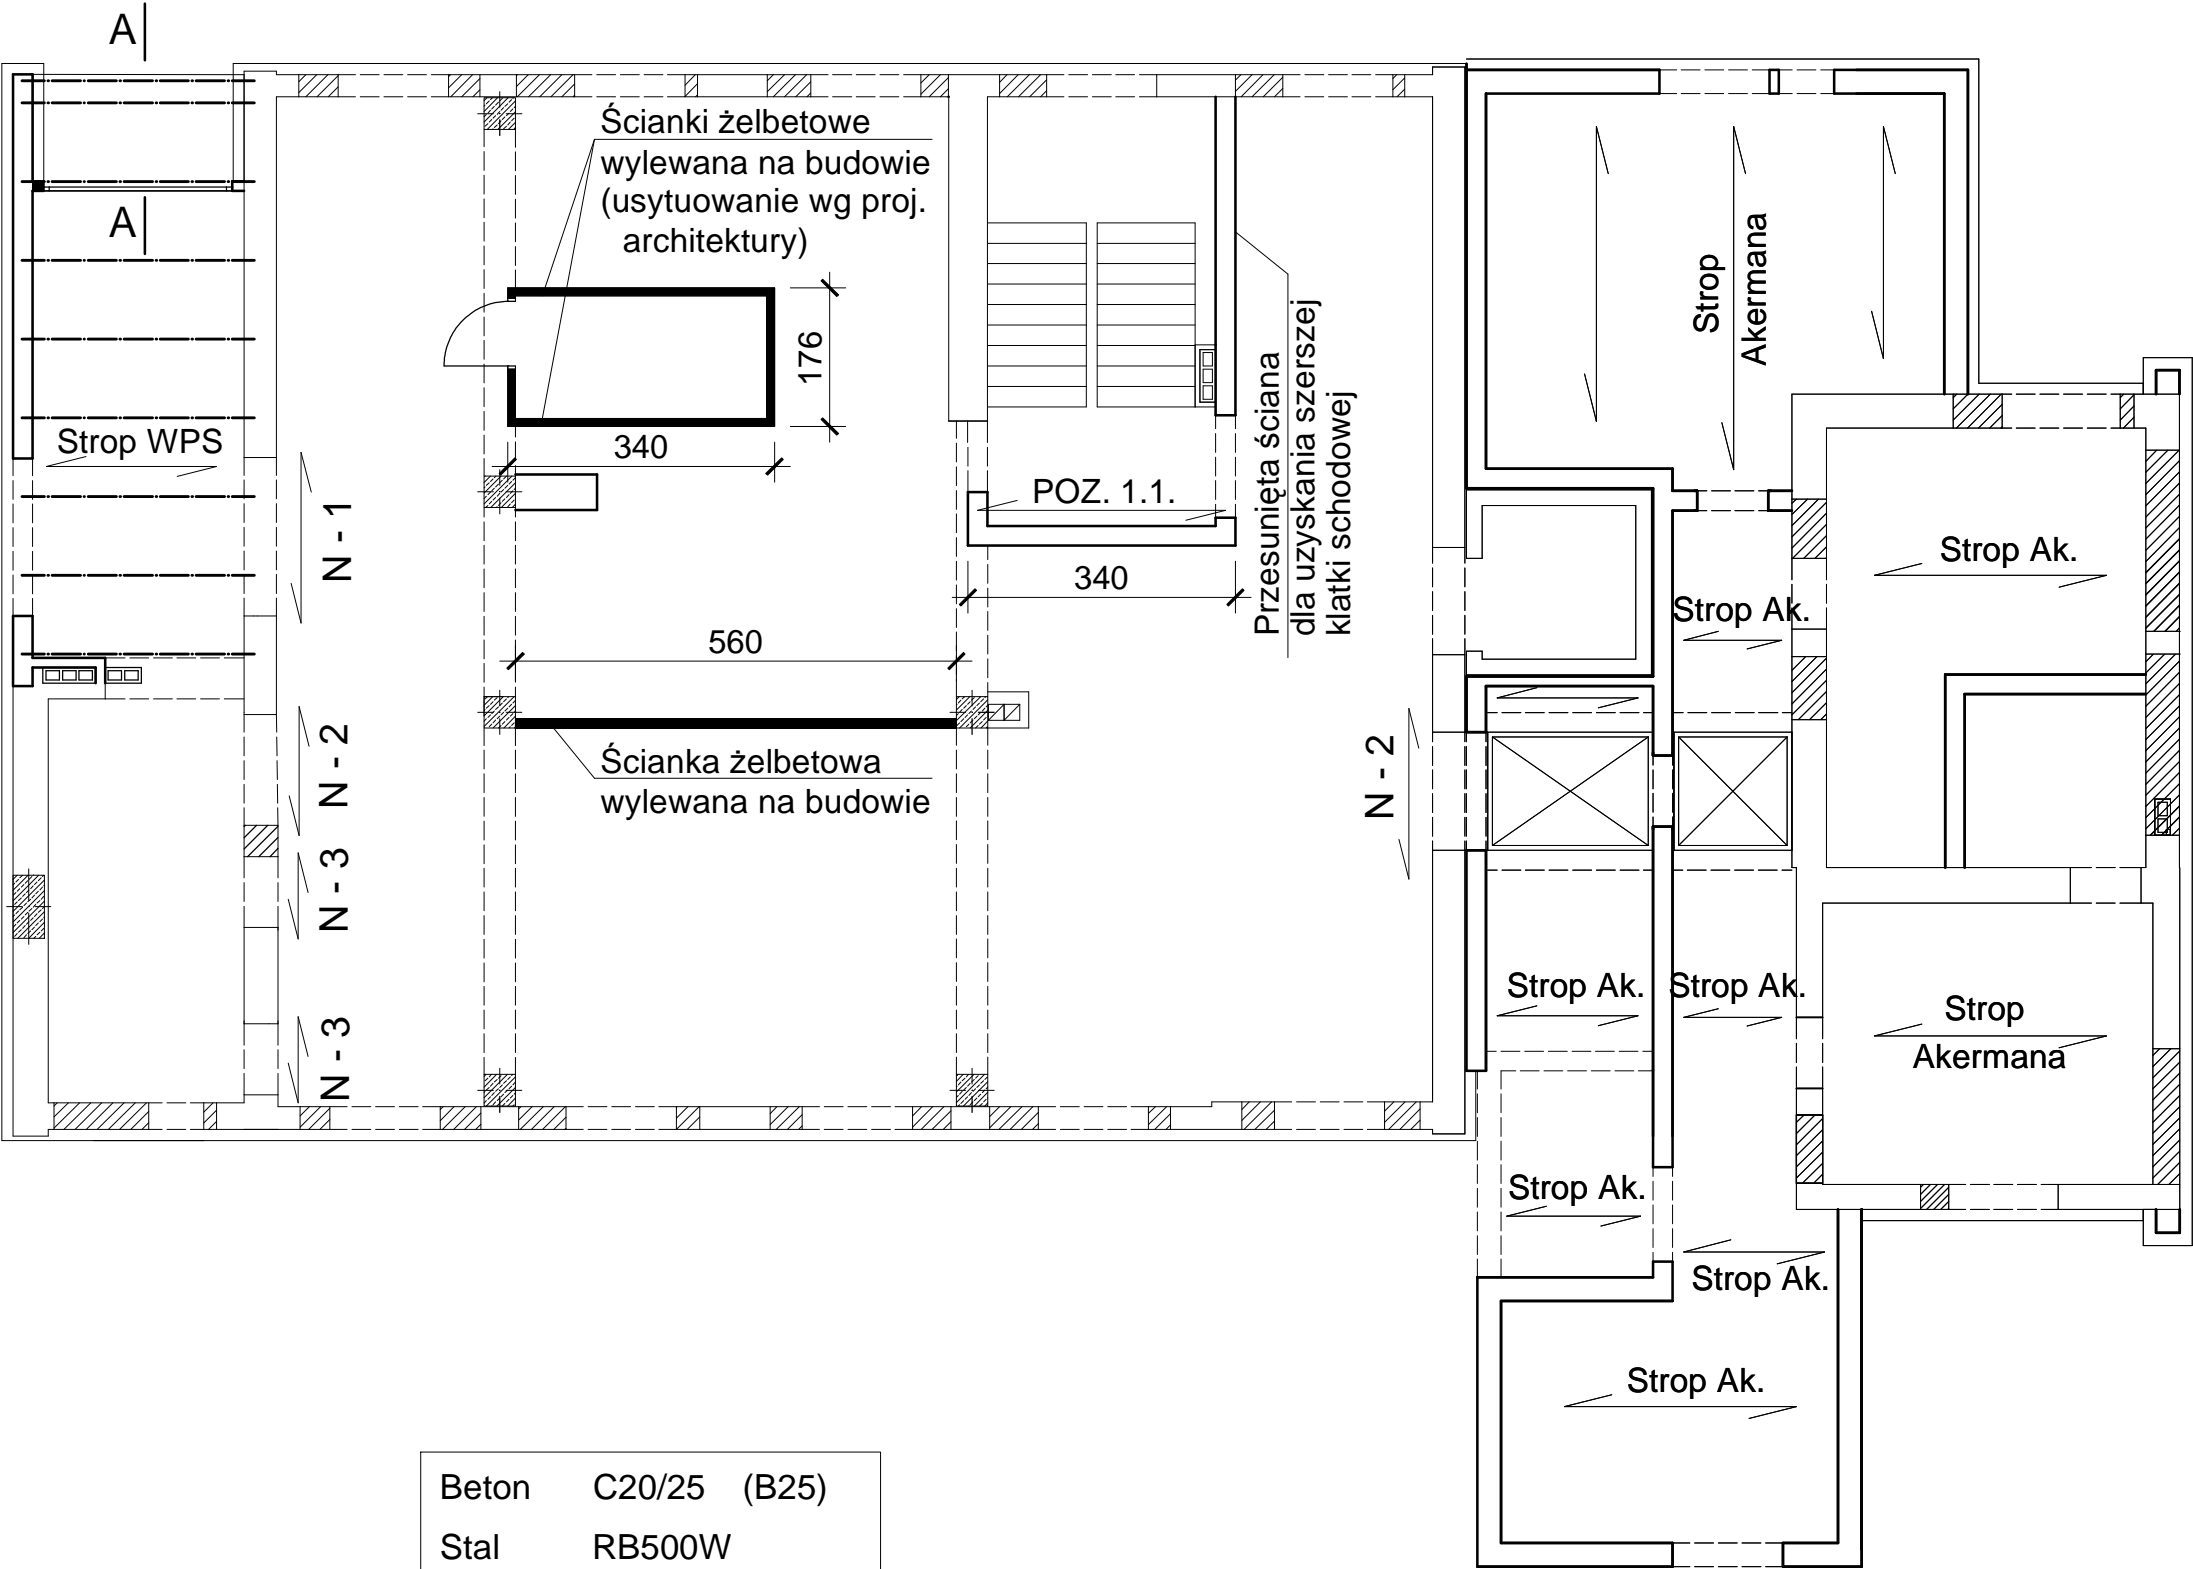 A
A
Ścianki żelbetowe
wylewana na budowie
(usytuowanie wg proj.
architektury)
176
340
Strop WPS
N - 1
POZ. 1.1.
340
Przesunięta ściana
dla uzyskania szerszej
klatki schodowej
Strop
Akermana
Strop Ak.
Strop Ak.
560
Ścianka żelbetowa
wylewana na budowie
N - 2
N - 2
N - 3
N - 3
Strop Ak.
Strop Ak.
Strop
Akermana
Strop Ak.
Strop Ak.
Strop Ak.
Beton C20/25 (B25)
Stal RB500W